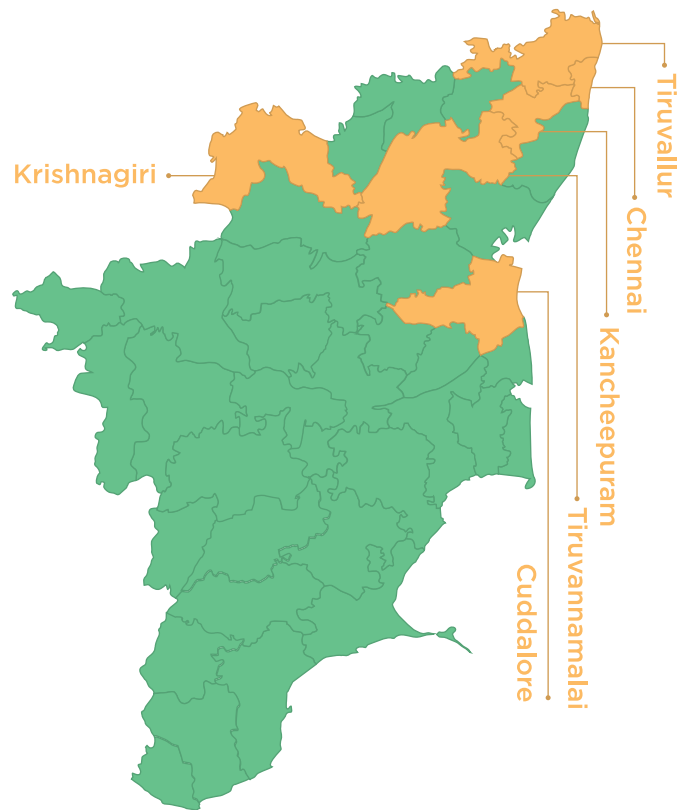 Krishnagiri
Tiruvallur
Chennai
Kancheepuram
Tiruvannamalai
Cuddalore